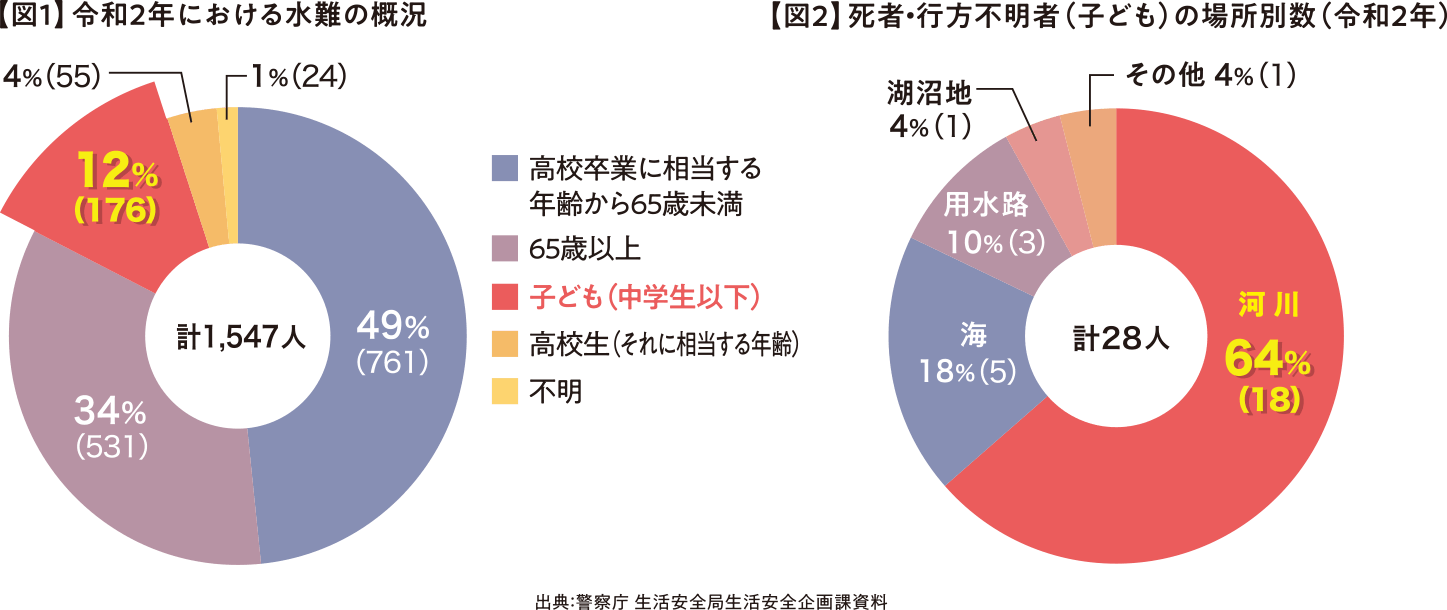 【図1】令和2年における水難の概況
4%(55)
1%(24)
12%
(176)
49%
(761)
34%
(531)
計1,547人
高校卒業に相当する
年齢から65歳未満
65歳以上
子ども(中学生以下)
高校生(それに相当する年齢)
不明
【図2】死者・行方不明者(子ども)の場所別数(令和2年)
その他 4%(1)
湖沼地
4%(1)
用水路
10%(3)
海
18%(5)
河川
64%
(18)
計28人
出典:警察庁 生活安全局生活安全企画課資料